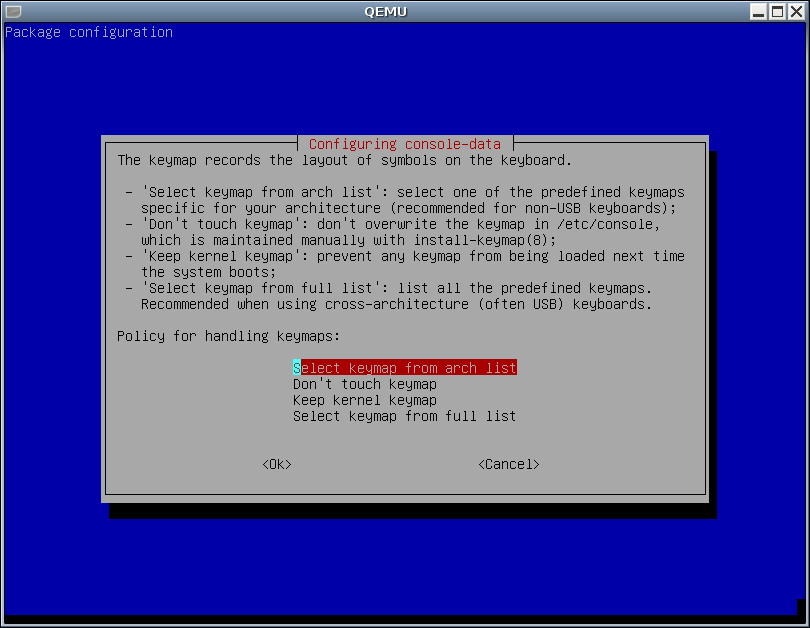 QEMU
Package configuration
Configuring console-data
The keymap records the layout of symbols on the keyboard.
- 'Select keymap from arch list': select one of the predefined keymaps
specific for your architecture (recommended for non-USB keyboards);
- 'Don't touch keymap': don't overwrite the keymap in /etc/console,
which is maintained manually with install-keymap(8);
- 'Keep kernel keymap': prevent any keymap from being loaded next time
the system boots;
- 'Select keymap from full list': list all the predefined keymaps.
Recommended when using cross-architecture (often USB) keyboards.
Policy for handling keymaps:
Select keymap from arch list
Don't touch keymap
Keep kernel keymap
Select keymap from full list
<Ok> <Cancel>